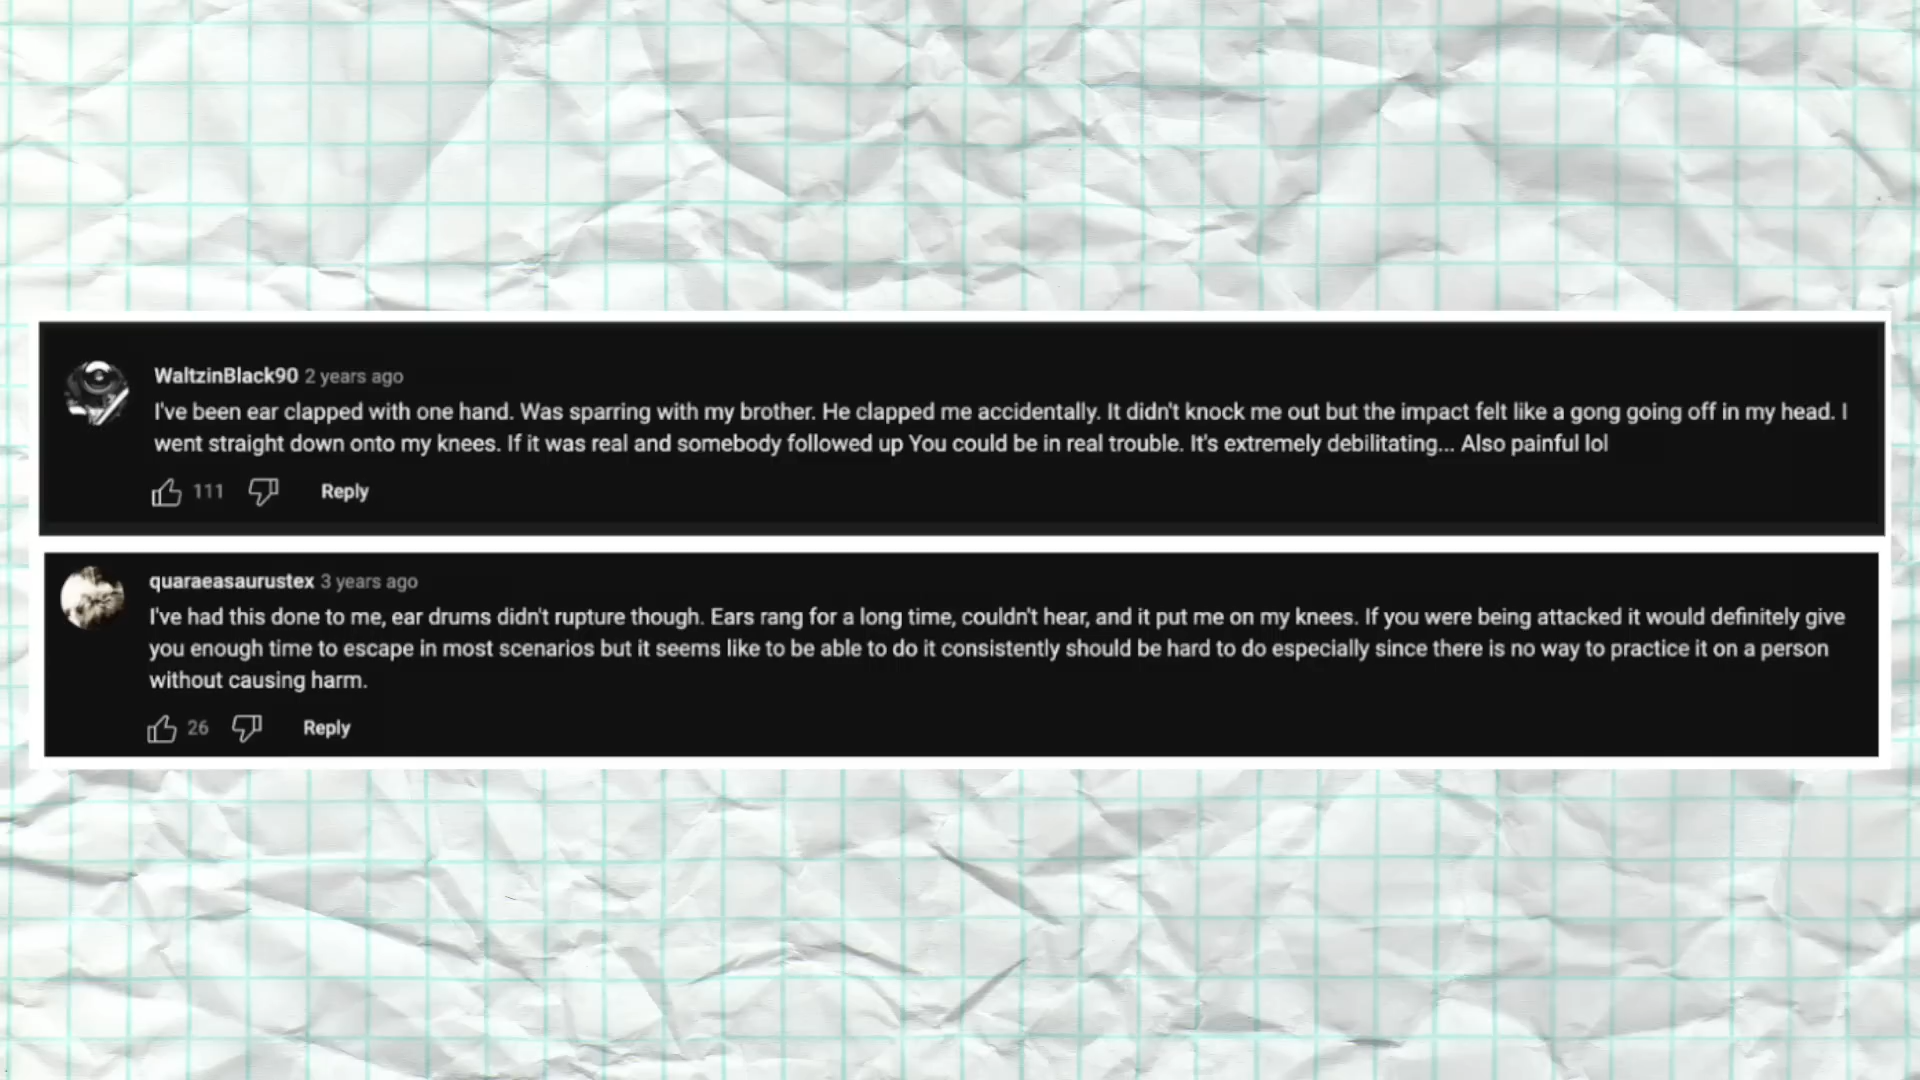 WaltzinBlack90 2 years ago
I've been ear clapped with one hand. Was sparring with my brother. He clapped me accidentally. It didn't knock me out but the impact felt like a gong going off in my head. I
went straight down onto my knees. If it was real and somebody followed up You could be in real trouble. It's extremely debilitating... Also painful lol
111 Reply
quaraeasaurustex 3 years ago
I've had this done to me, ear drums didn't rupture though. Ears rang for a long time, couldn't hear, and it put me on my knees. If you were being attacked it would definitely give
you enough time to escape in most scenarios but it seems like to be able to do it consistently should be hard to do especially since there is no way to practice it on a person
without causing harm.
26 Reply